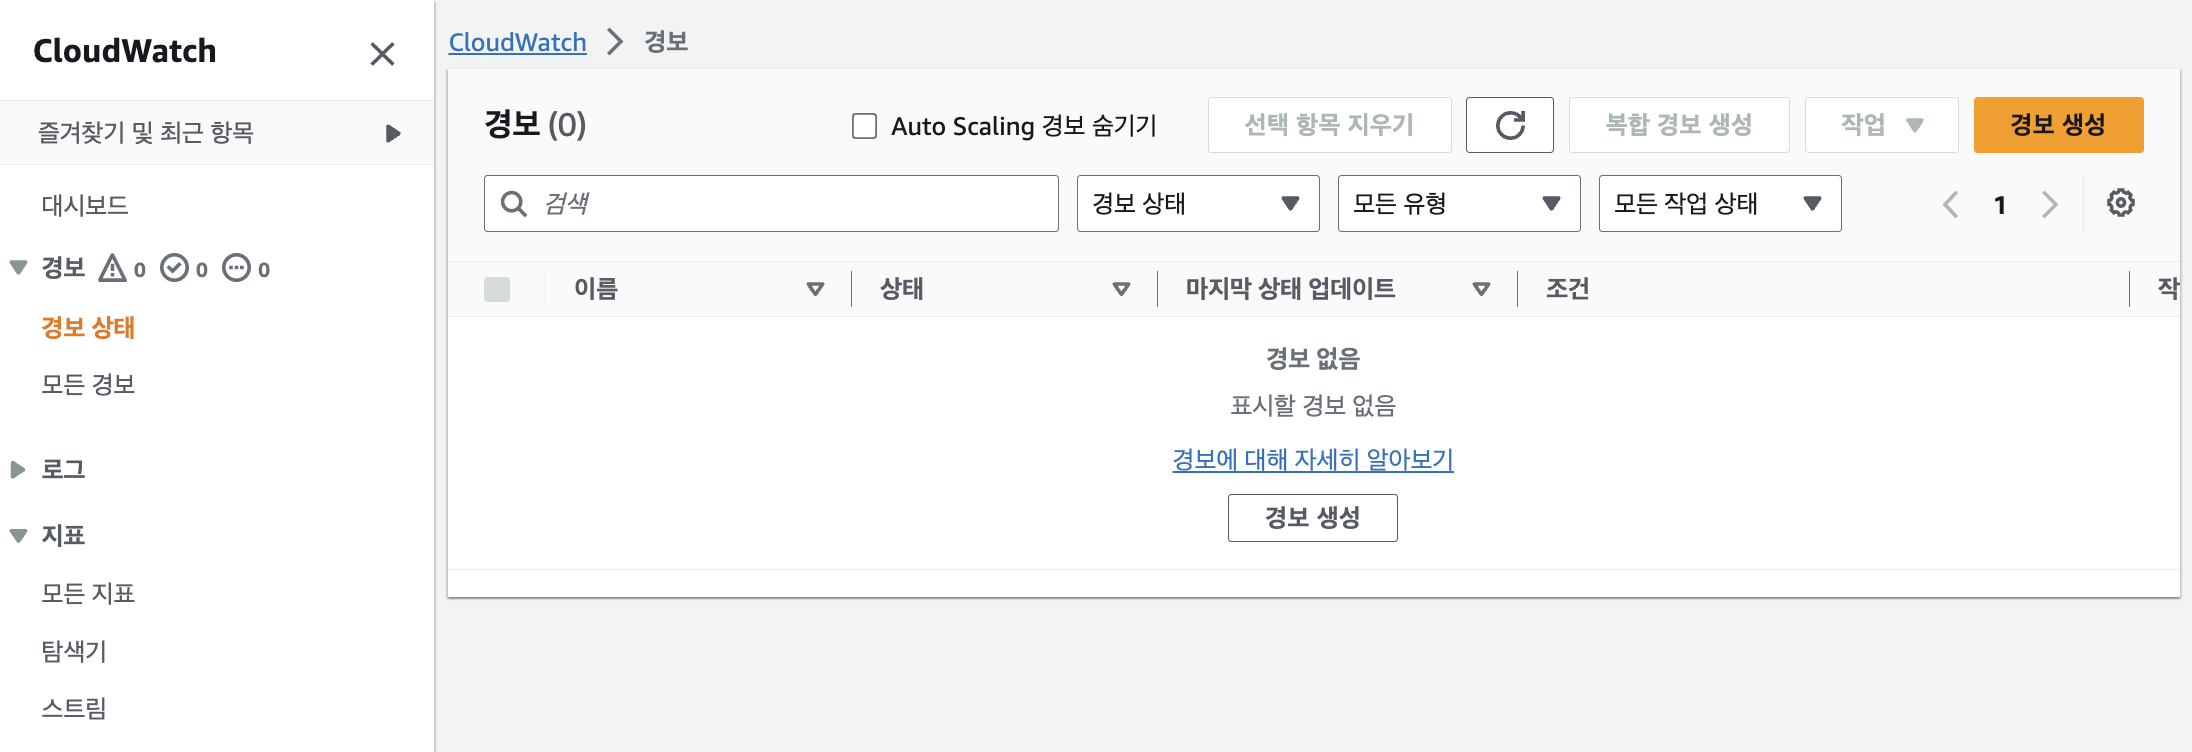 CloudWatch
즐겨찾기 및 최근 항목
대시보드
경보 0 0 0
경보 상태
모든 경보
로그
지표
모든 지표
탐색기
스트림
CloudWatch 경보
경보 (0) Auto Scaling 경보 숨기기 선택 항목 지우기 복합 경보 생성 작업 경보 생성
검색 경보 상태 모든 유형 모든 작업 상태 1
이름 상태 마지막 상태 업데이트 조건 작
경보 없음
표시할 경보 없음
경보에 대해 자세히 알아보기
경보 생성